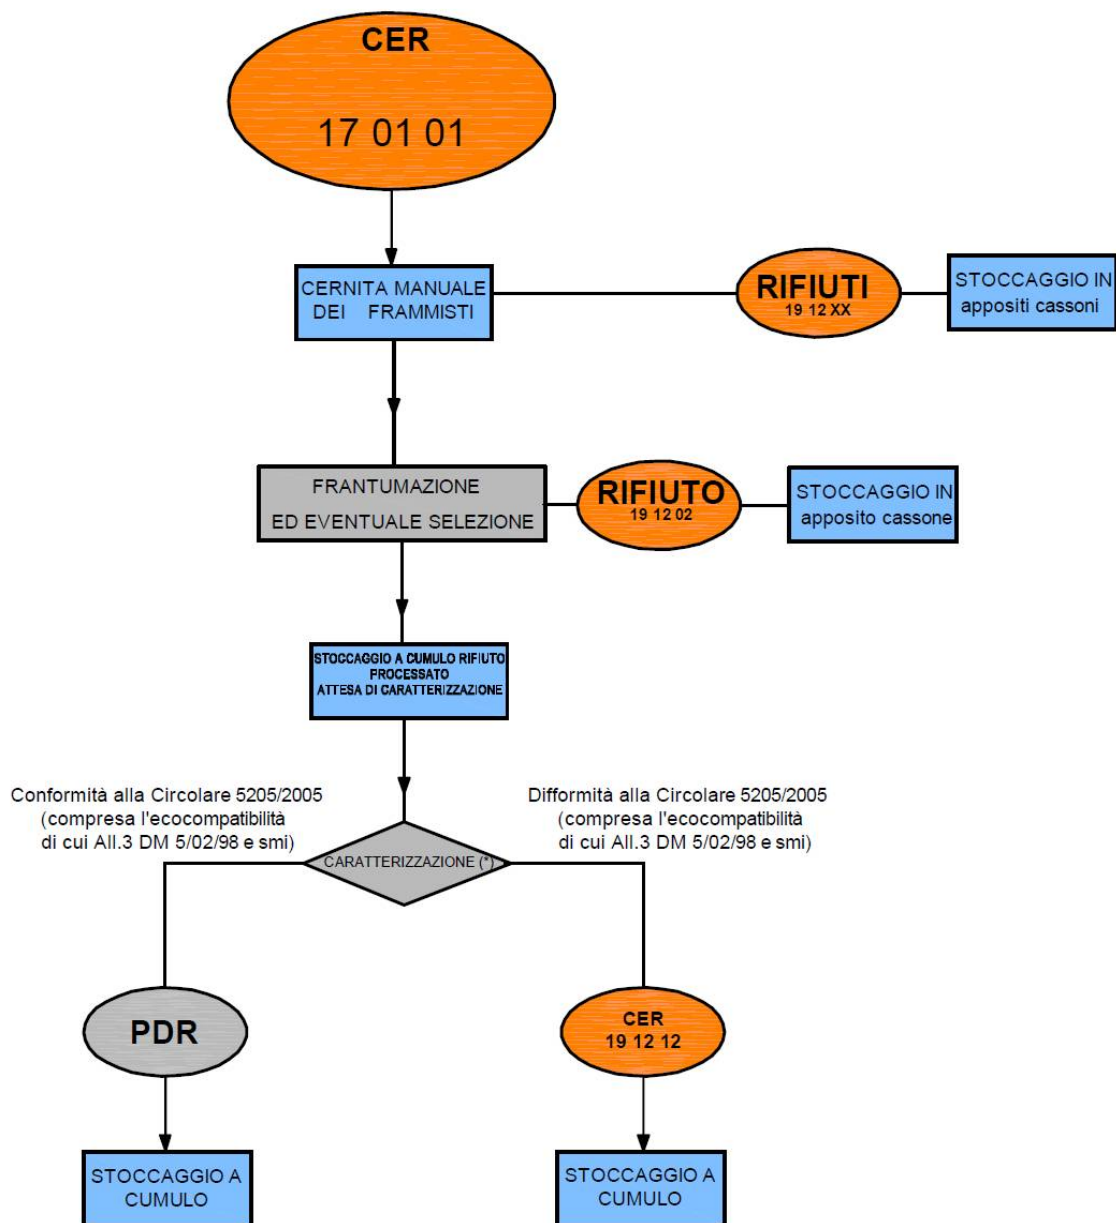 CER
17 01 01
CERNITA MANUALE
DEI FRAMMISTI
RIFIUTI
19 12 XX
STOCCAGGIO IN
appositi cassoni
FRANTUMAZIONE
ED EVENTUALE SELEZIONE
RIFIUTO
19 12 02
STOCCAGGIO IN
apposito cassone
STOCCAGGIO A CUMULO RIFIUTO
PROCESSATO
ATTESA DI CARATTERIZZAZIONE
Conformità alla Circolare 5205/2005
(compresa l'ecocompatibilità
di cui All.3 DM 5/02/98 e smi)
Difformità alla Circolare 5205/2005
(compresa l'ecocompatibilità
di cui All.3 DM 5/02/98 e smi)
CARATTERIZZAZIONE (*)
PDR
CER
19 12 12
STOCCAGGIO A
CUMULO
STOCCAGGIO A
CUMULO